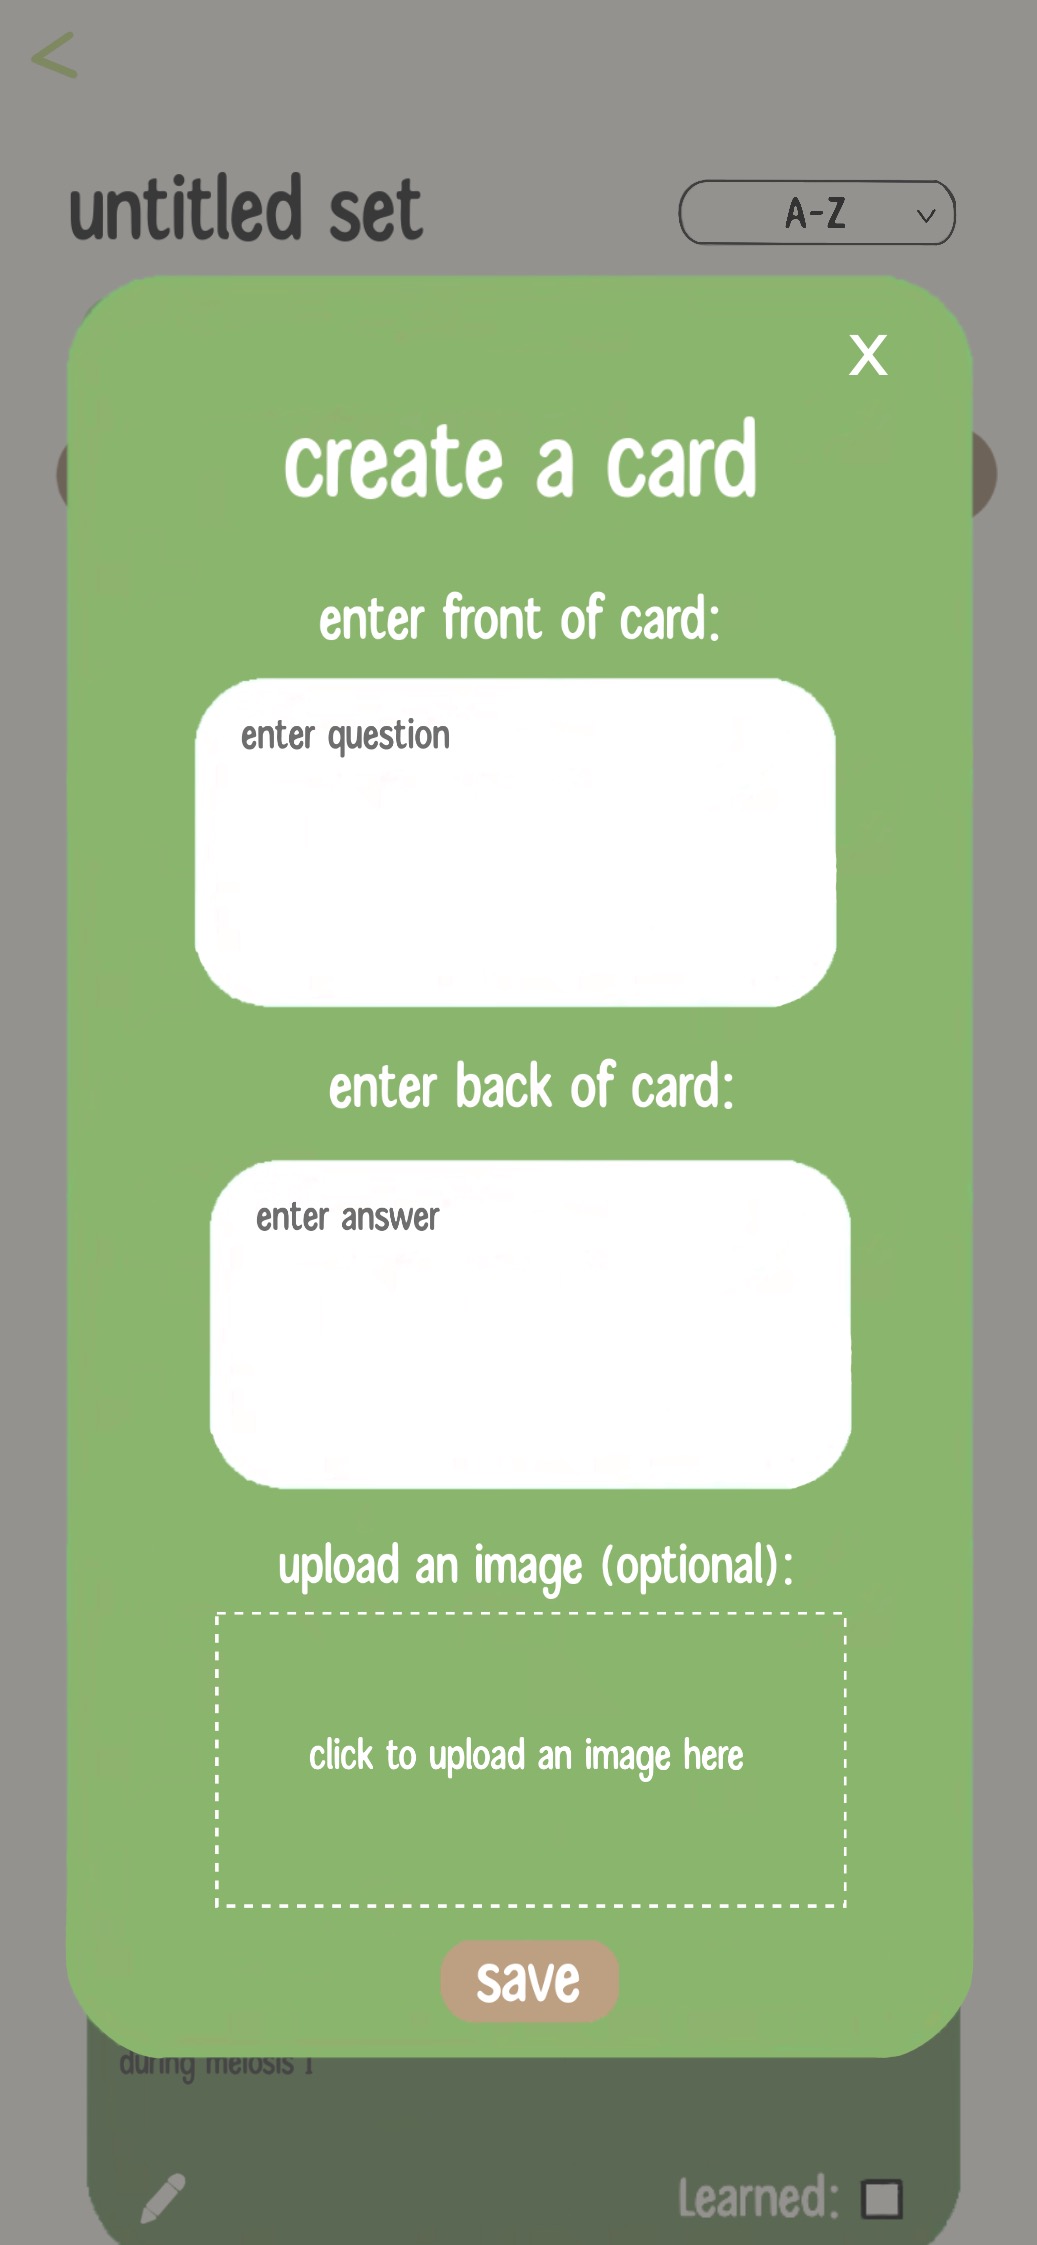 <
untitled set
A-Z
X
create a card
enter front of card:
enter question
enter back of card:
enter answer
upload an image (optional):
click to upload an image here
save
during meiosis I
Learned: